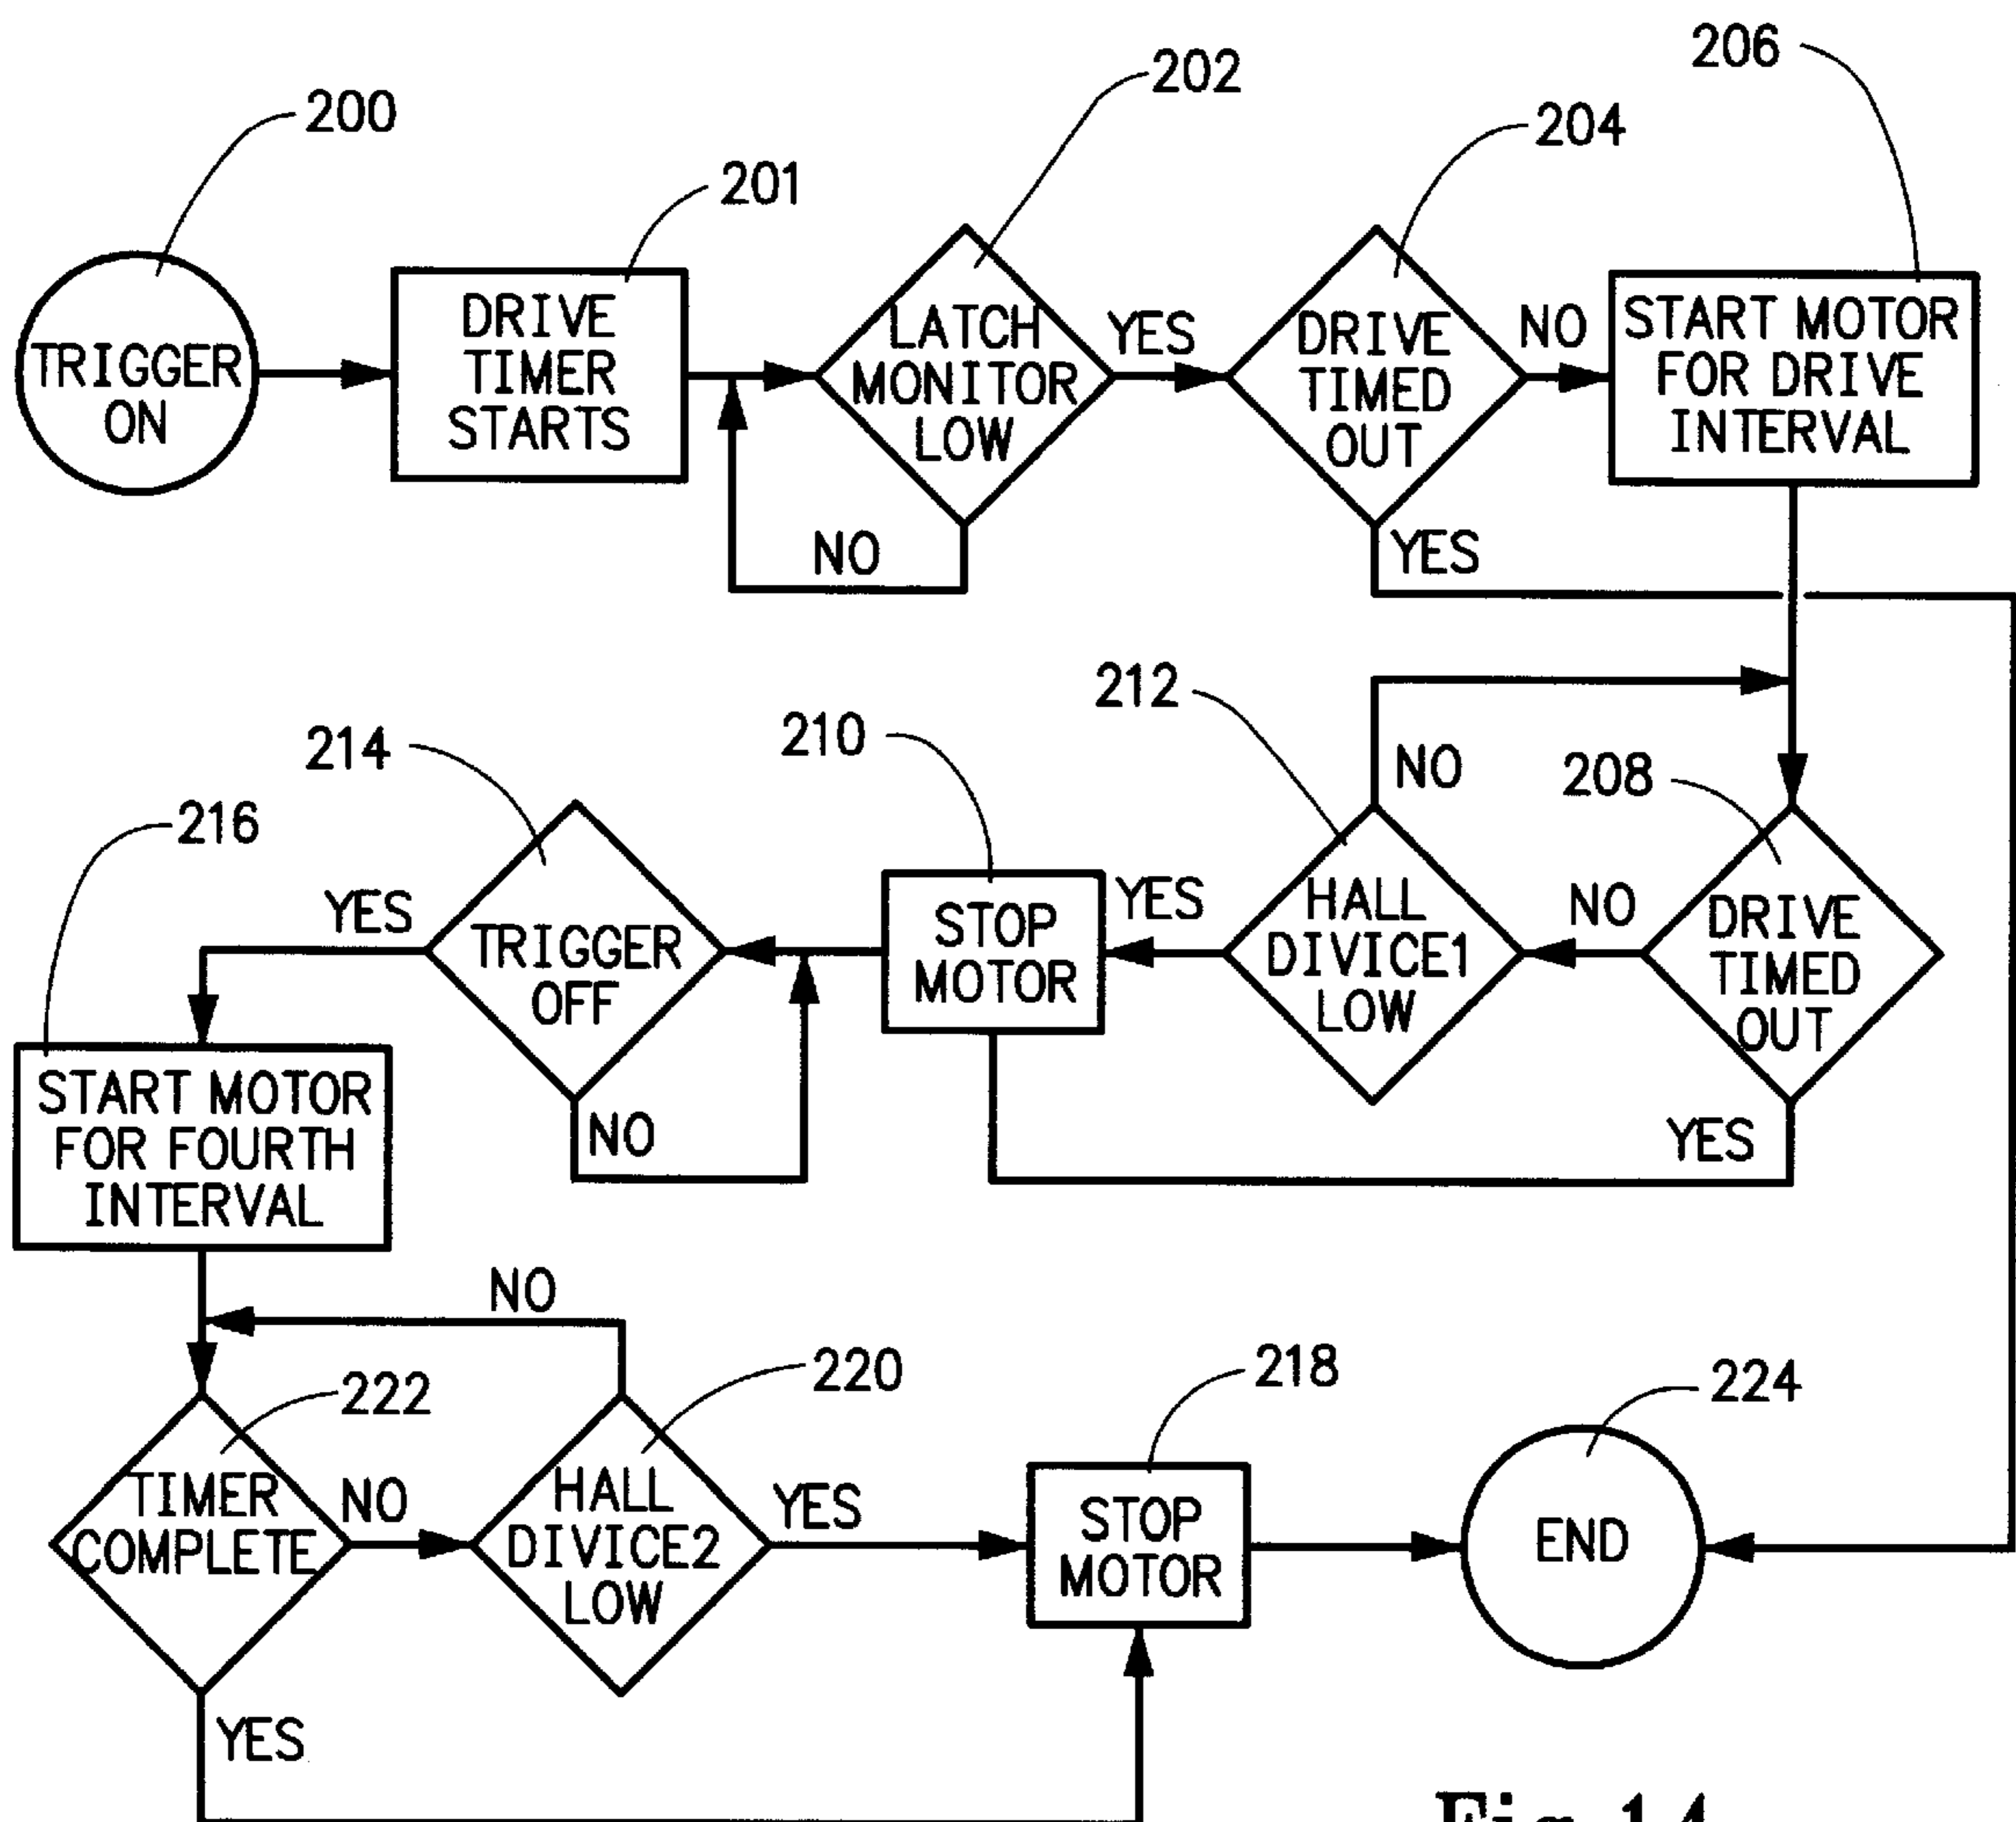 200
201
202
204
206
TRIGGER
ON
DRIVE
TIMER
STARTS
LATCH
MONITOR
LOW
YES
NO
DRIVE
TIMED
OUT
NO
YES
START MOTOR
FOR DRIVE
INTERVAL
214
210
212
208
216
YES
TRIGGER
OFF
NO
STOP
MOTOR
YES
HALL
DIVICE1
LOW
NO
NO
DRIVE
TIMED
OUT
YES
START MOTOR
FOR FOURTH
INTERVAL
NO
222
220
218
224
TIMER
COMPLETE
NO
YES
HALL
DIVICE2
LOW
YES
STOP
MOTOR
END
Fig. 14